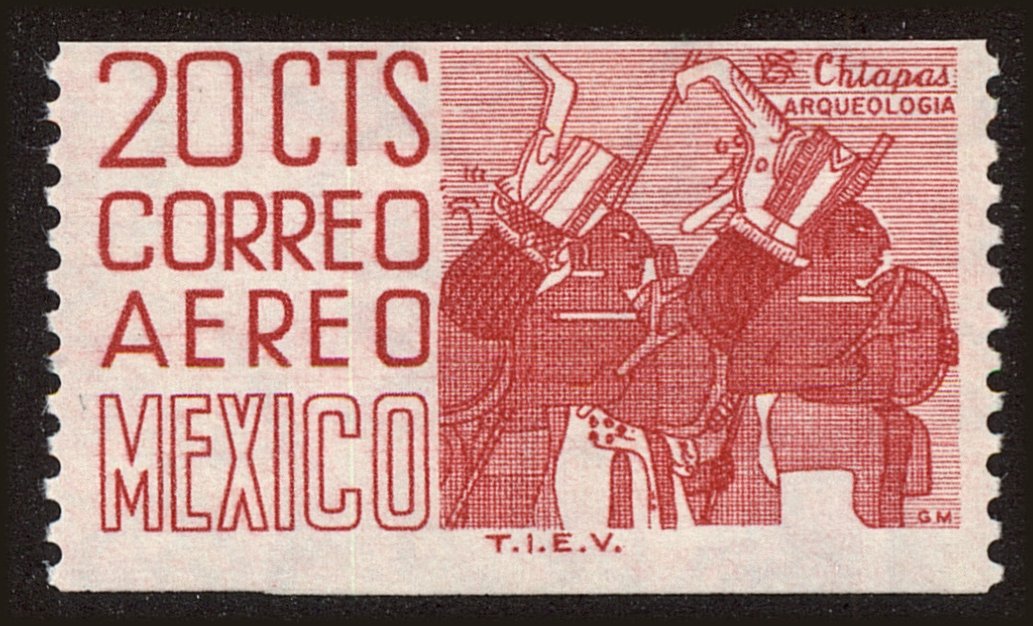 20 CTS
CORREO
AEREO
MEXICO
Chiapas
ARQUEOLOGIA
G.M
T.I.E.V.